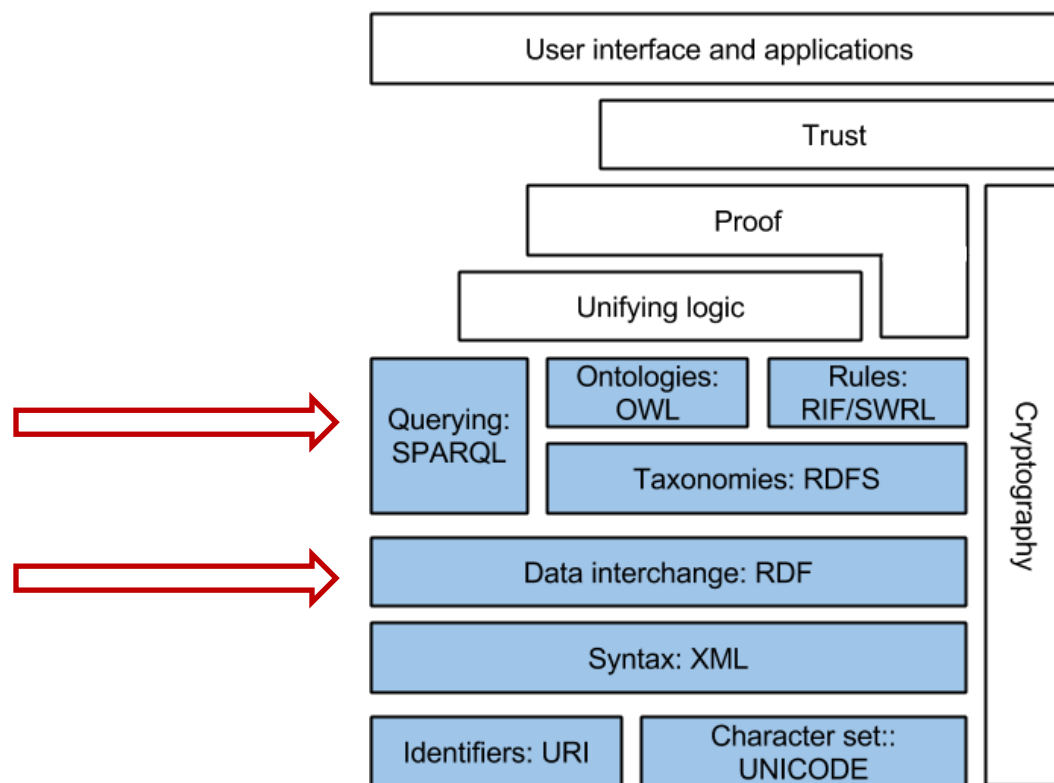 User interface and applications
Trust
Proof
Unifying logic
Querying:
SPARQL
Ontologies:
OWL
Rules:
RIF/SWRL
Taxonomies: RDFS
Cryptography
Data interchange: RDF
Syntax: XML
Identifiers: URI
Character set::
UNICODE